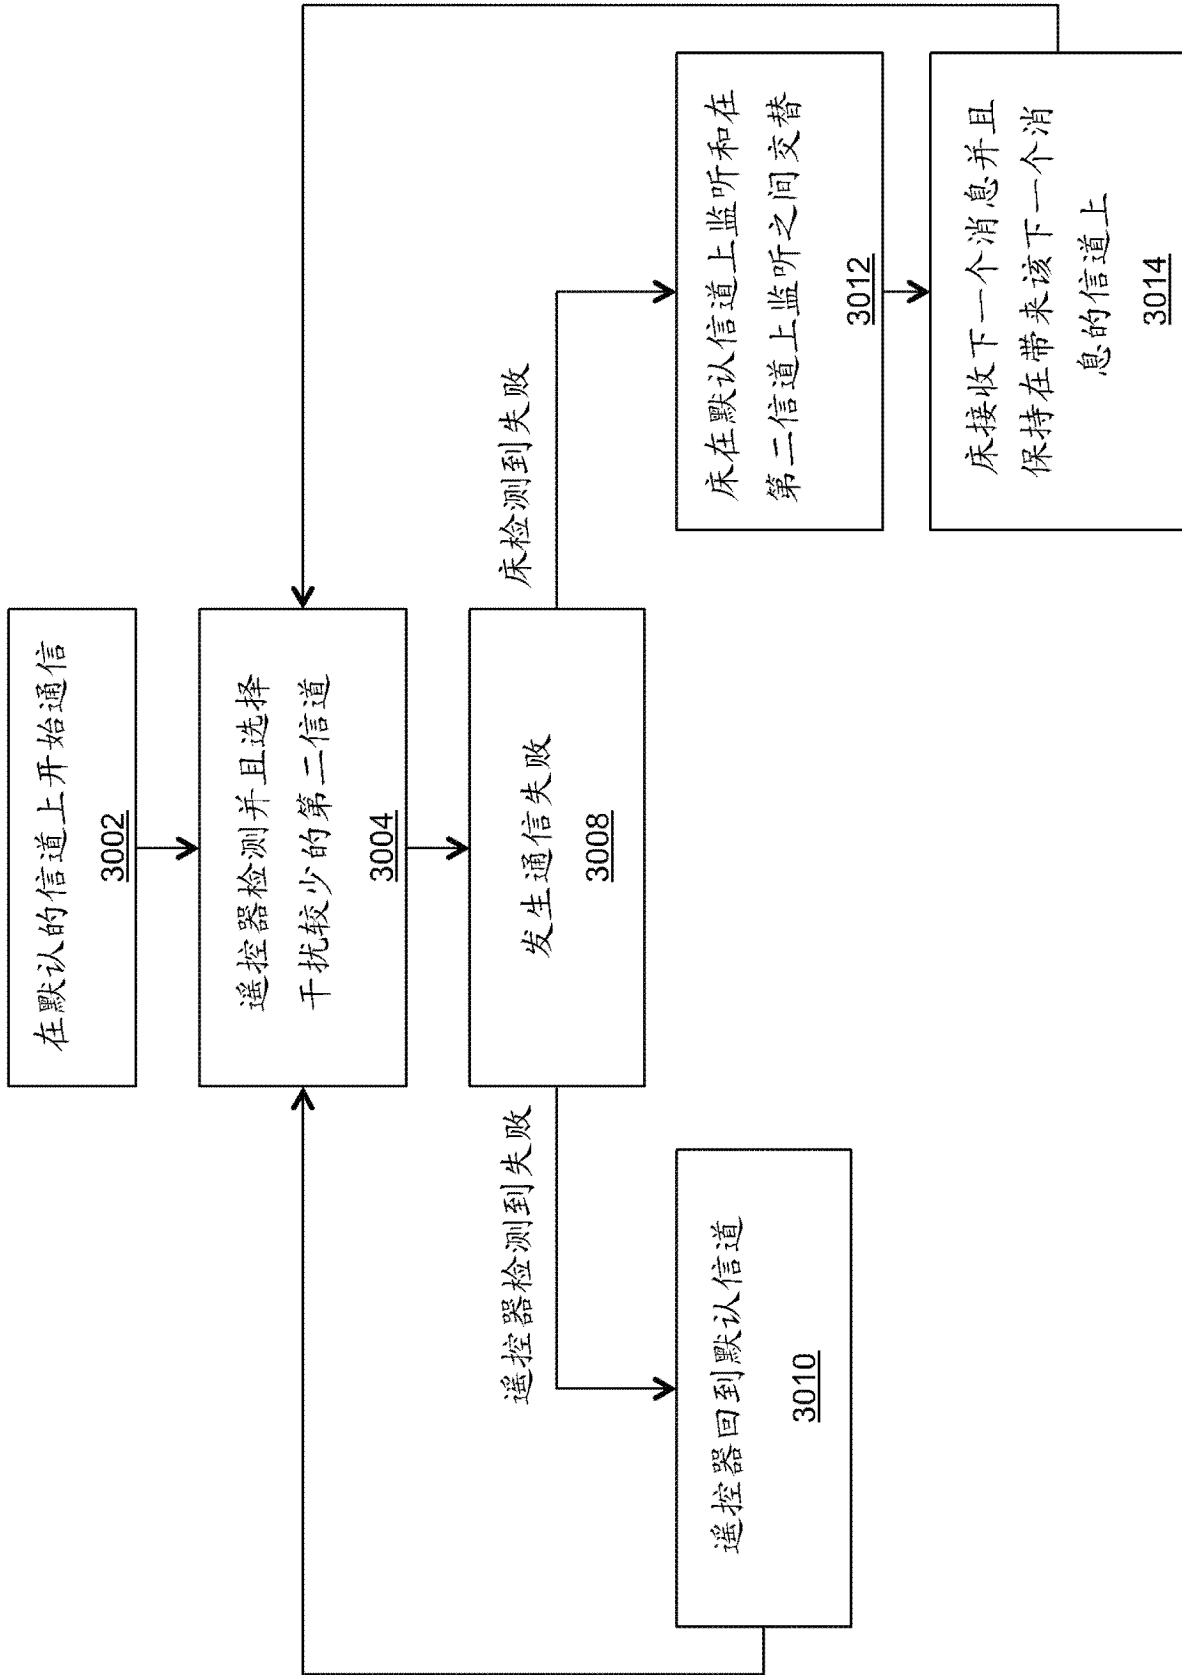 在默认的信道上开始通信
3002
遥控器检测并且选择
干扰较少的第二信道
3004
发生通信失败
3008
遥控器检测到失败
床检测到失败
遥控器回到默认信道
3010
床在默认信道上监听和在
第二信道上监听之间交替
3012
床接收下一个消息并且
保持在带来该下一个消
息的信道上
3014